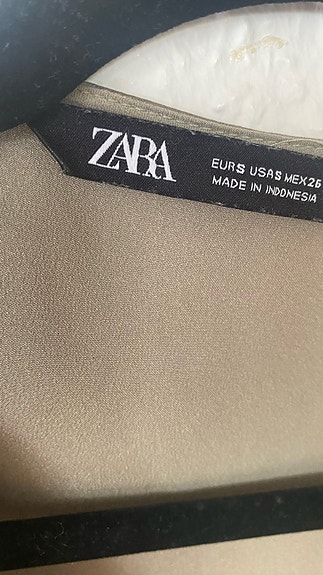 ZARA
EUR S USA S MEX 26
MADE IN INDONESIA